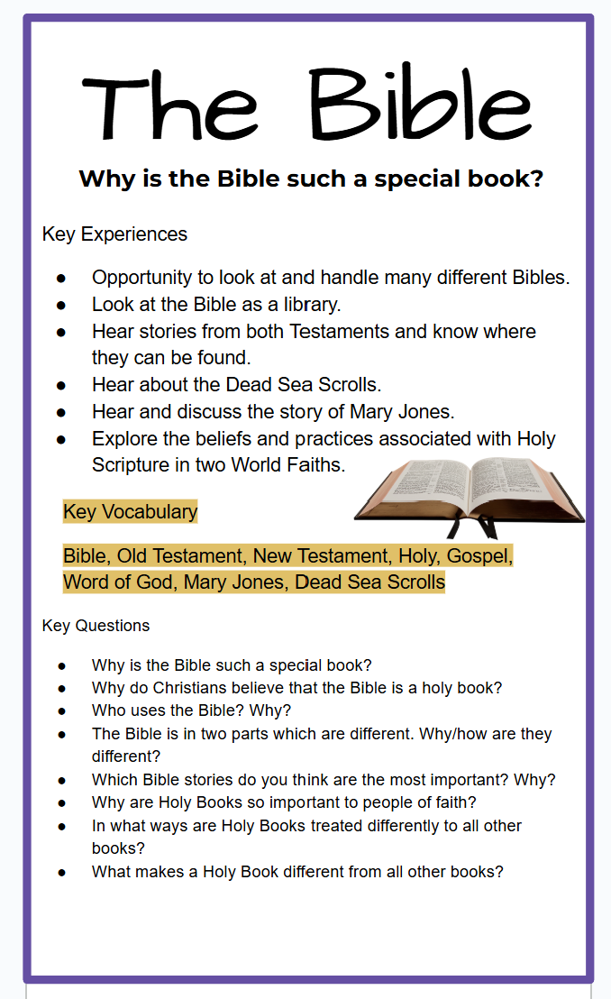 The Bible
Why is the Bible such a special book?
Key Experiences
● Opportunity to look at and handle many different Bibles.
● Look at the Bible as a library.
● Hear stories from both Testaments and know where
they can be found.
● Hear about the Dead Sea Scrolls.
● Hear and discuss the story of Mary Jones.
● Explore the beliefs and practices associated with Holy
Scripture in two World Faiths.
Key Vocabulary
Bible, Old Testament, New Testament, Holy, Gospel,
Word of God, Mary Jones, Dead Sea Scrolls
Key Questions
● Why is the Bible such a special book?
● Why do Christians believe that the Bible is a holy book?
● Who uses the Bible? Why?
● The Bible is in two parts which are different. Why/how are they
different?
● Which Bible stories do you think are the most important? Why?
● Why are Holy Books so important to people of faith?
● In what ways are Holy Books treated differently to all other
books?
● What makes a Holy Book different from all other books?